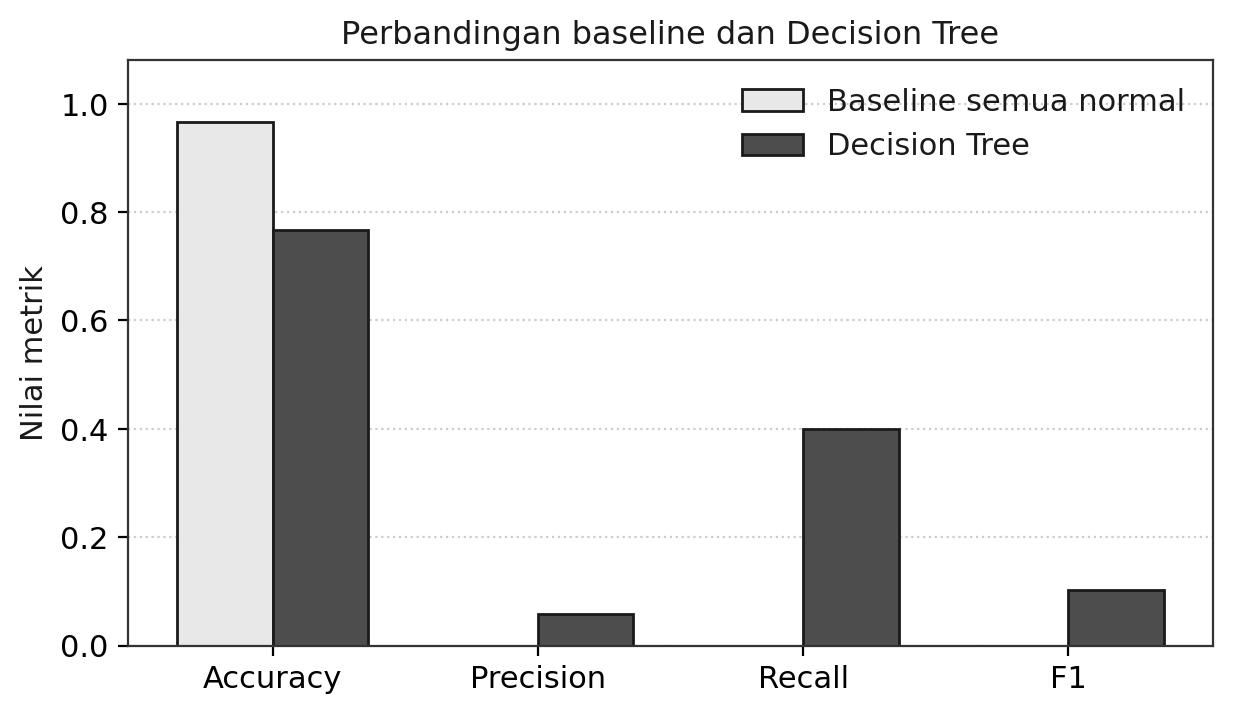 Perbandingan baseline dan Decision Tree
Baseline semua normal
Decision Tree
Nilai metrik
1.0
0.8
0.6
0.4
0.2
0.0
Accuracy Precision Recall F1